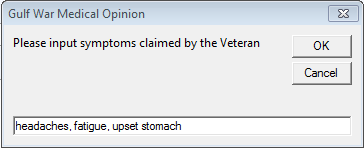 Gulf War Medical Opinion
Please input symptoms claimed by the Veteran
OK
Cancel
headaches, fatigue, upset stomach